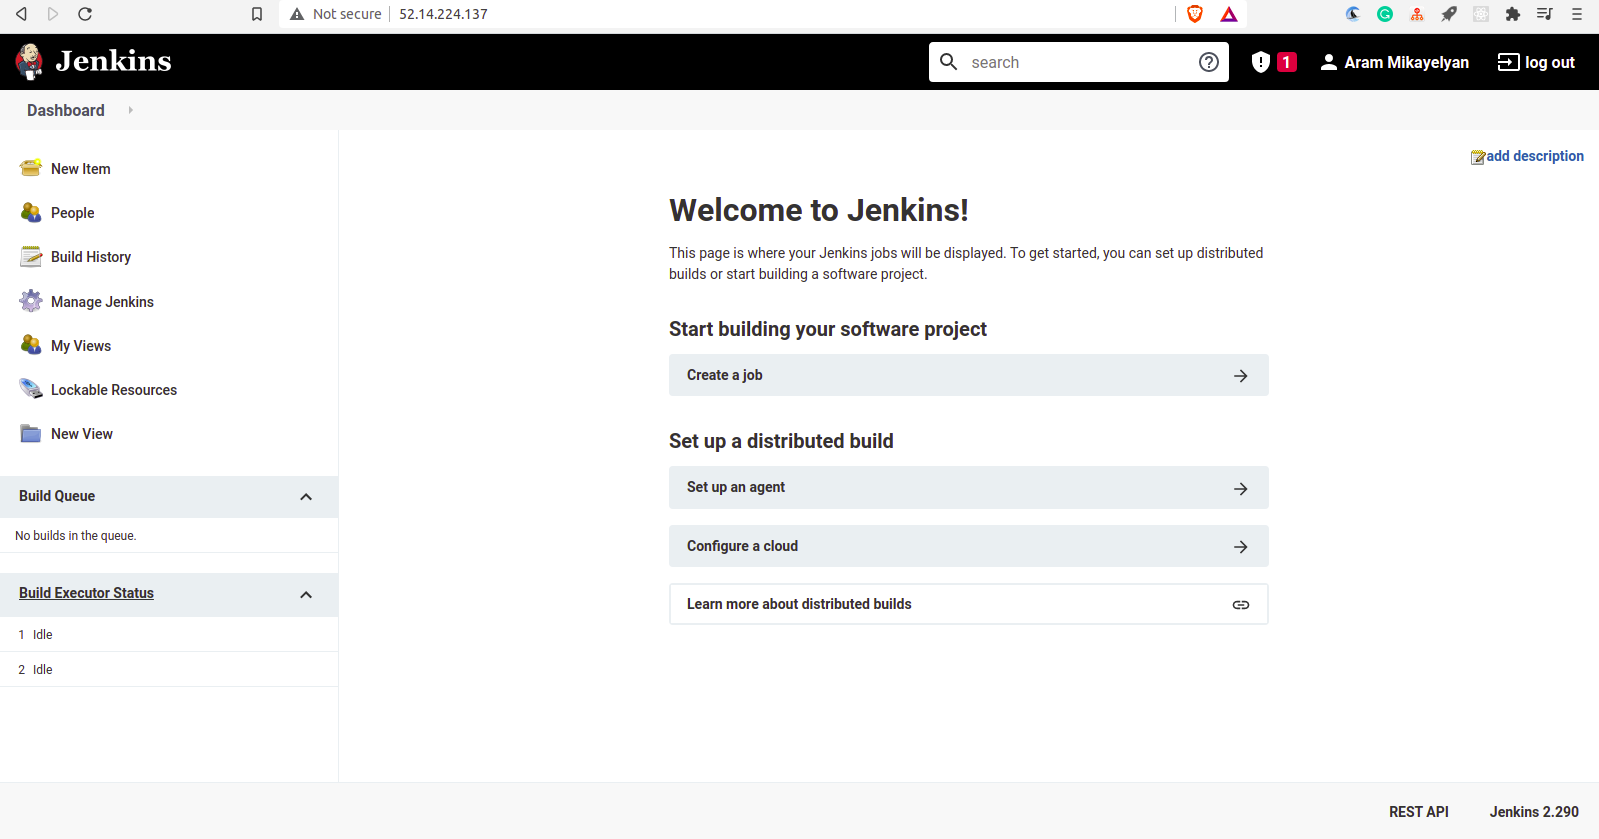 Not secure 52.14.224.137
Jenkins
search
1
Aram Mikayelyan
log out
Dashboard
New Item
People
Build History
Manage Jenkins
My Views
Lockable Resources
New View
Build Queue
No builds in the queue.
Build Executor Status
1 Idle
2 Idle
add description
Welcome to Jenkins!
This page is where your Jenkins jobs will be displayed. To get started, you can set up distributed
builds or start building a software project.
Start building your software project
Create a job
Set up a distributed build
Set up an agent
Configure a cloud
Learn more about distributed builds
REST API
Jenkins 2.290